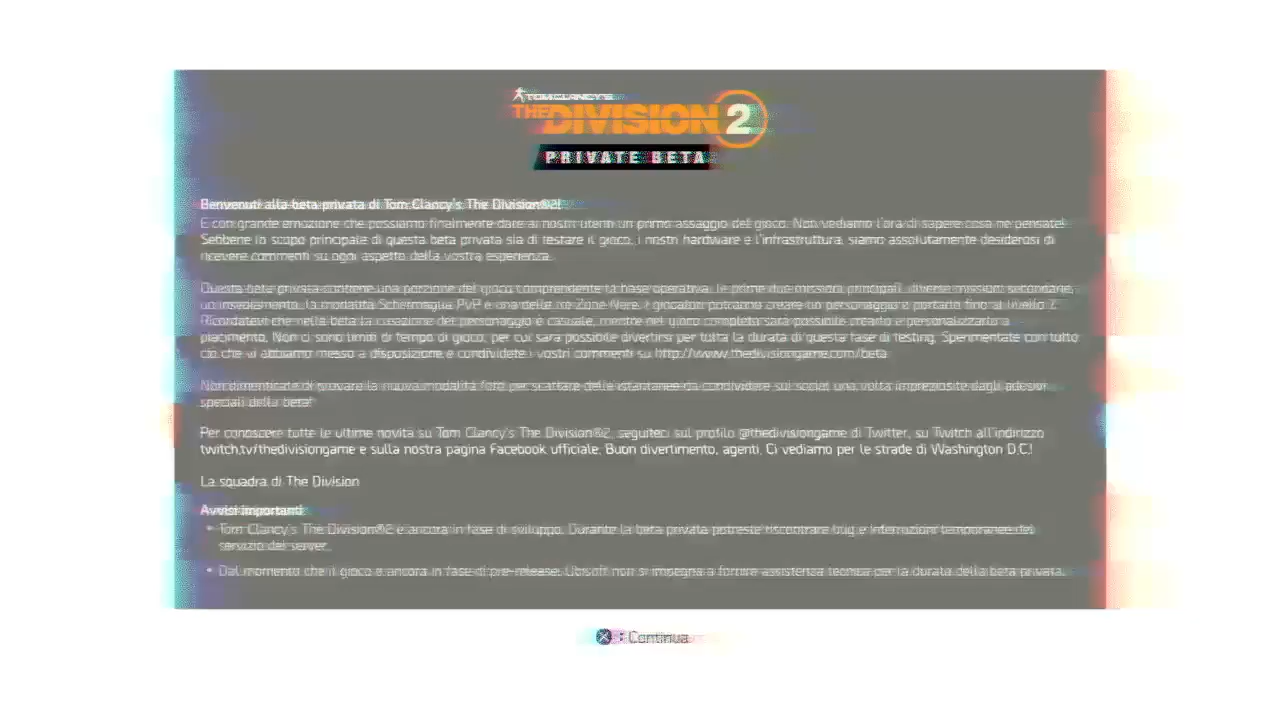 TOM CLANCY'S
THE DIVISION 2
PRIVATE BETA
Benvenuti alla beta privata di Tom Clancy's The Division®2!
È con grande emozione che possiamo finalmente dare ai nostri utenti un primo assaggio del gioco. Non vediamo l'ora di sapere cosa ne pensate!
Sebbene lo scopo principale di questa beta privata sia di testare il gioco, i nostri hardware e l'infrastruttura, siamo assolutamente desiderosi di
ricevere commenti su ogni aspetto della vostra esperienza.
Questa beta privata contiene una porzione del gioco comprendente la base operativa, le prime due missioni principali, diverse missioni secondarie,
un insediamento, la modalità Schermaglia PvP e una delle tre Zone Nere. I giocatori potranno creare un personaggio e portarlo fino al livello 7.
Ricordatevi che nella beta la creazione del personaggio è casuale, mentre nel gioco completo sarà possibile crearlo e personalizzarlo a
piacimento. Non ci sono limiti di tempo di gioco, per cui sarà possibile divertirsi per tutta la durata di questa fase di testing. Sperimentate con tutto
ciò che vi abbiamo messo a disposizione e condividete i vostri commenti su http://www.thedivisiongame.com/beta
Non dimenticate di provare la nuova modalità foto per scattare delle istantanee da condividere sui social una volta impreziosite dagli adesivi
speciali della beta!
Per conoscere tutte le ultime novità su Tom Clancy's The Division®2, seguiteci sul profilo @thedivisiongame di Twitter, su Twitch all'indirizzo
twitch.tv/thedivisiongame e sulla nostra pagina Facebook ufficiale. Buon divertimento, agenti. Ci vediamo per le strade di Washington D.C.!
La squadra di The Division
Avvisi importanti
• Tom Clancy's The Division®2 è ancora in fase di sviluppo. Durante la beta privata potreste riscontrare bug e interruzioni temporanee del
servizio dei server.
• Dal momento che il gioco è ancora in fase di pre-release, Ubisoft non si impegna a fornire assistenza tecnica per la durata della beta privata.
: Continua